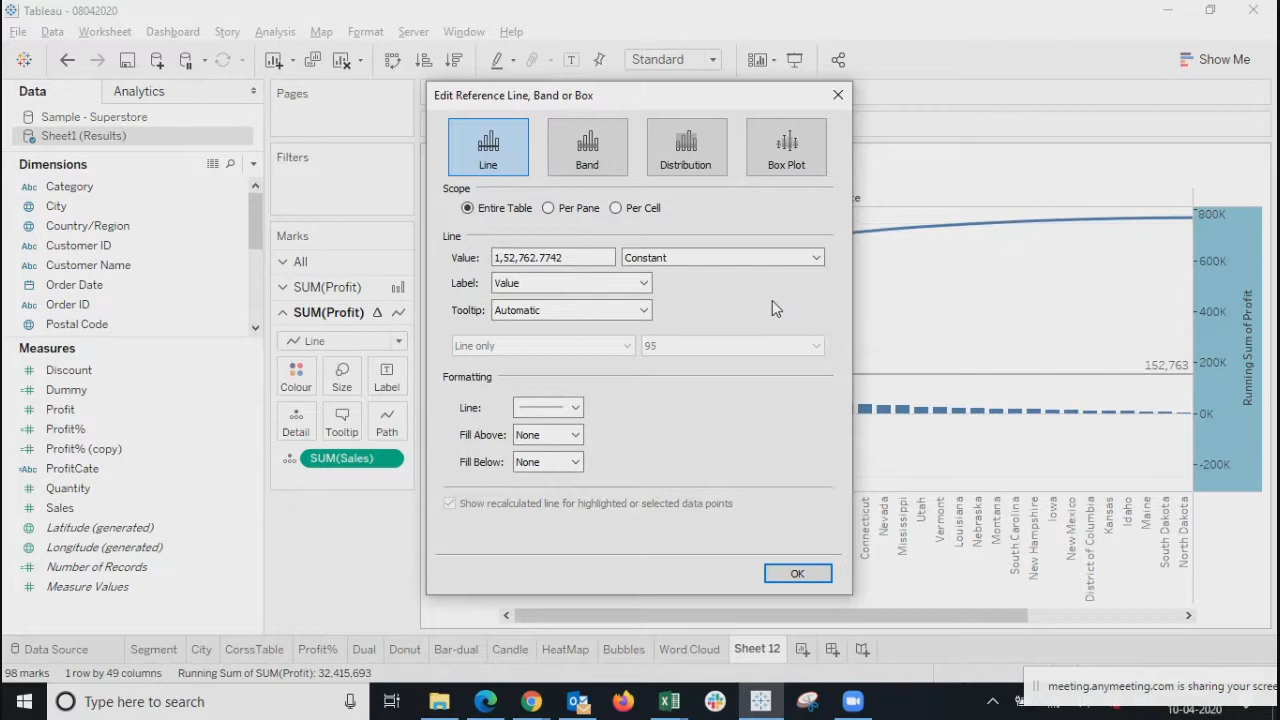 Tableau - 08042020
File Data Worksheet Dashboard Story Analysis Map Format Server Window Help
Standard
Show Me
Data
Analytics
Sample - Superstore
Sheet1 (Results)
Dimensions
Abc Category
City
Country/Region
Abc Customer ID
Abc Customer Name
Order Date
Abc Order ID
Postal Code
Measures
Discount
Dummy
Profit
Profit%
Profit% (copy)
Abc ProfitCate
Quantity
Sales
Latitude (generated)
Longitude (generated)
Number of Records
Measure Values
Pages
Filters
Marks
All
SUM(Profit)
SUM(Profit)
Line
Colour Size Label
Detail Tooltip Path
SUM(Sales)
Edit Reference Line, Band or Box
Line
Band
Distribution
Box Plot
Scope
Entire Table
Per Pane
Per Cell
Line
Value: 1,52,762.7742 Constant
Label: Value
Tooltip: Automatic
Line only 95
Formatting
Line:
Fill Above: None
Fill Below: None
Show recalculated line for highlighted or selected data points
OK
800K
600K
400K
200K
0K
-200K
Running Sum of Profit
152,763
Connecticut
Nevada
Mississippi
Utah
Vermont
Louisiana
Nebraska
Montana
South Carolina
New Hampshire
Iowa
New Mexico
District of Columbia
Kansas
Idaho
Maine
South Dakota
North Dakota
Data Source Segment City CorssTable Profit% Dual Donut Bar-dual Candle HeatMap Bubbles Word Cloud Sheet 12
98 marks 1 row by 49 columns Running Sum of SUM(Profit): 32,415,693
meeting.anymeeting.com is sharing your scree
Type here to search
10-04-2020